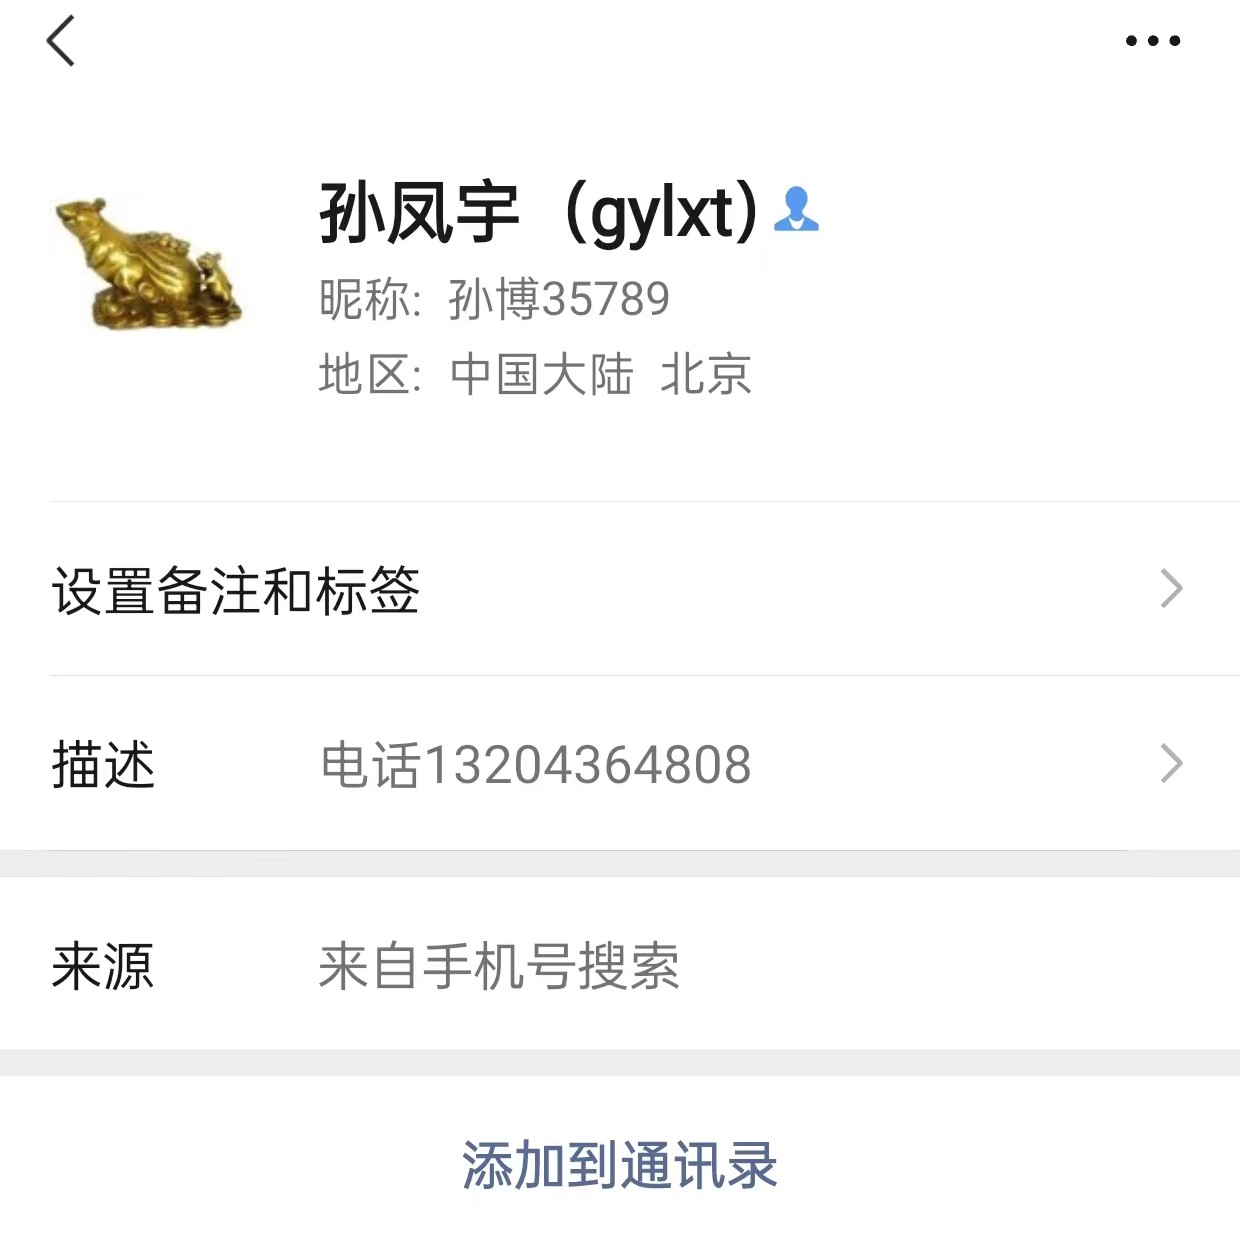 孙凤宇（gylxt）
昵称: 孙博35789
地区: 中国大陆 北京
设置备注和标签
描述 电话13204364808
来源 来自手机号搜索
添加到通讯录